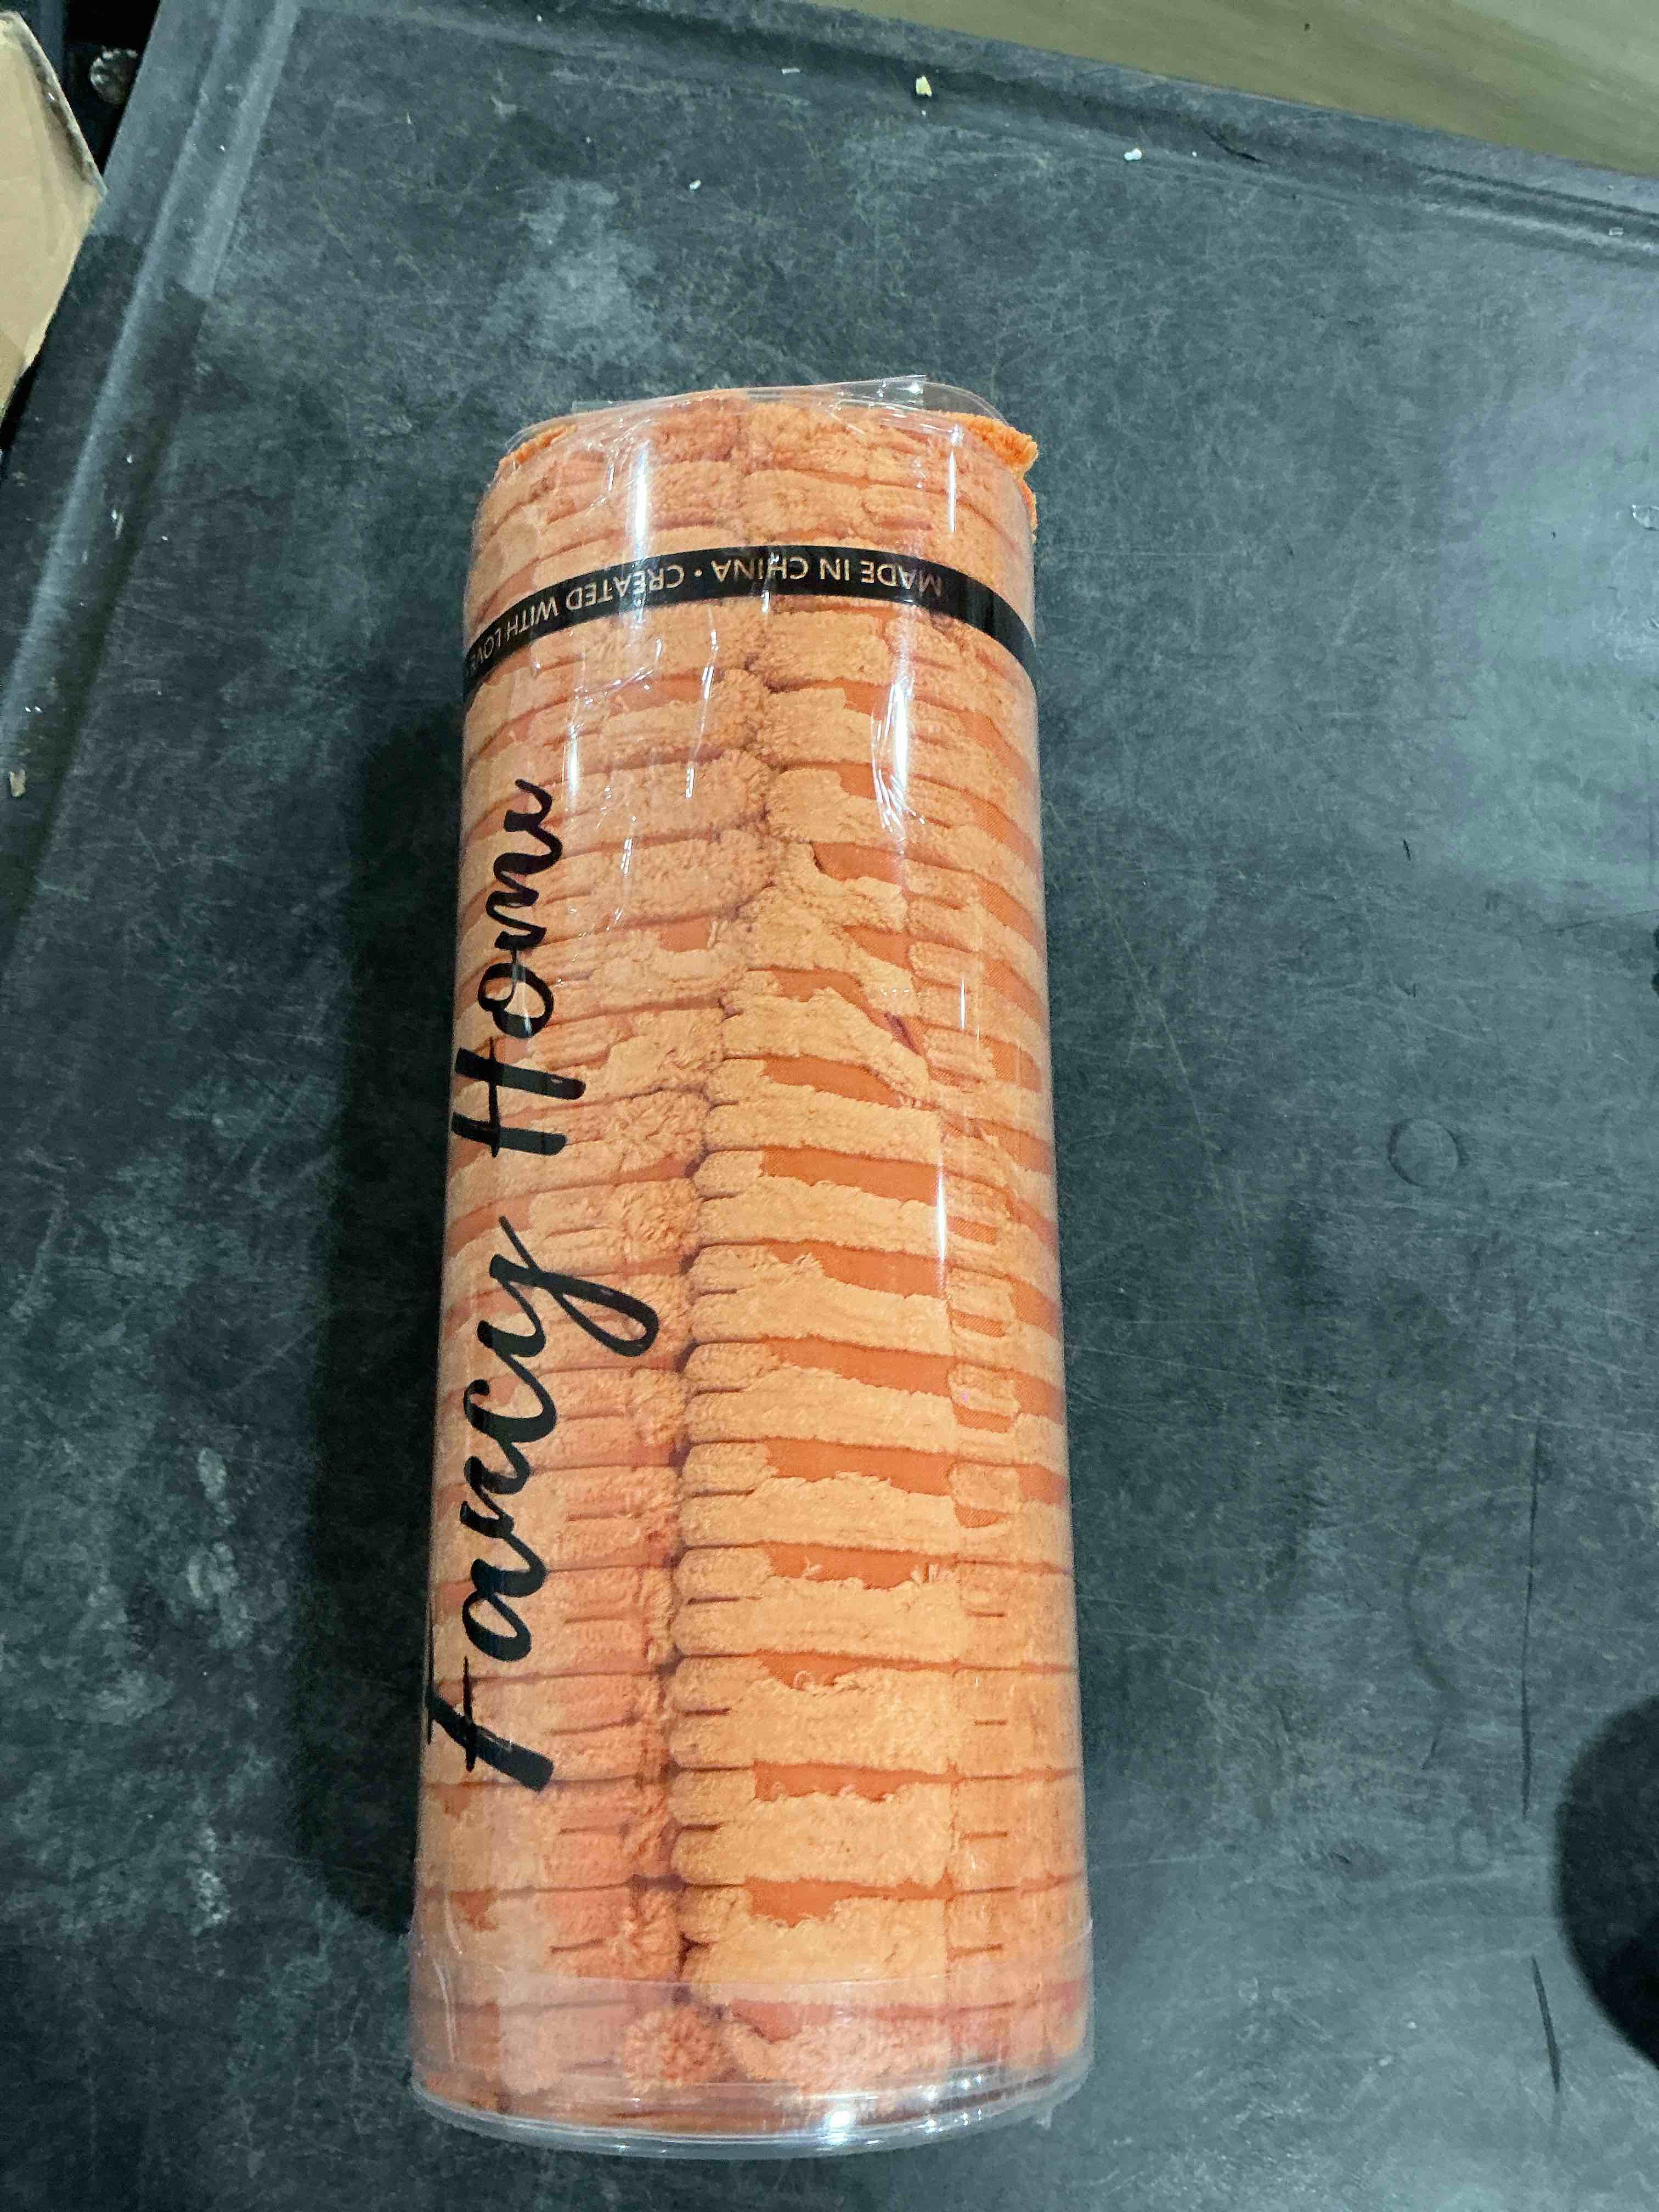 Fancy Home
MADE IN CHINA • CREATED WITH LOVE